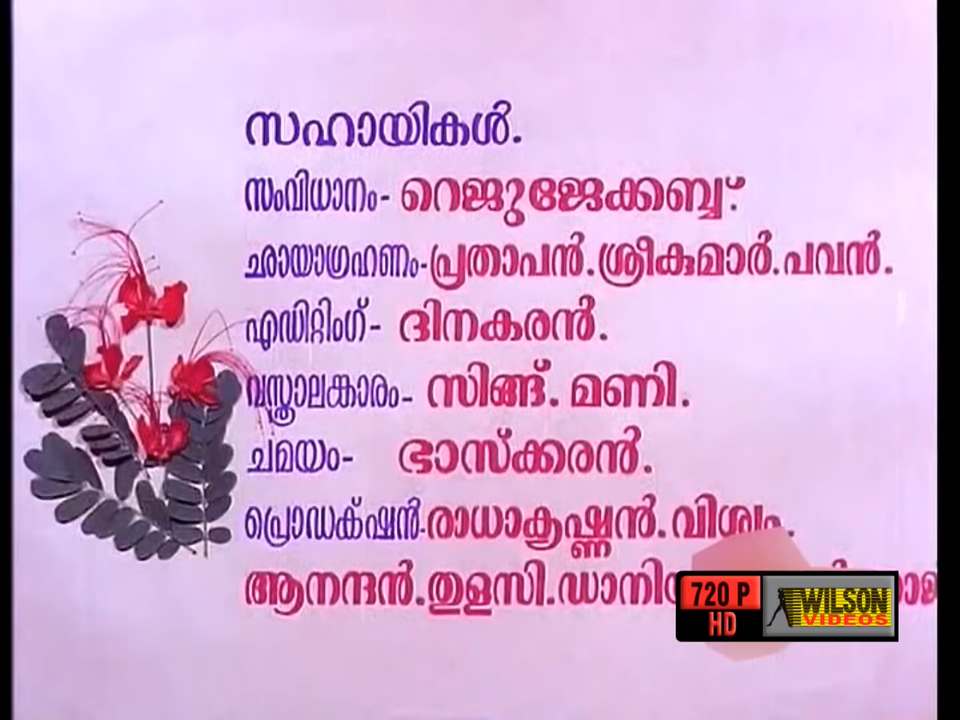 സഹായികൾ.
സംവിധാനം- റെജുജേക്കബ്ബ്.
ഛായാഗ്രഹണം-പ്രതാപൻ.ശ്രീകുമാർ.പവൻ.
എഡിറ്റിംഗ്- ദിനകരൻ.
വസ്ത്രാലങ്കാരം- സിങ്ങ്. മണി.
ചമയം- ഭാസ്ക്കരൻ.
പ്രൊഡക്ഷൻ-രാധാകൃഷ്ണൻ.വിശ്വം.
ആനന്ദൻ.തുളസി.
720 P HD
WILSON VIDEOS